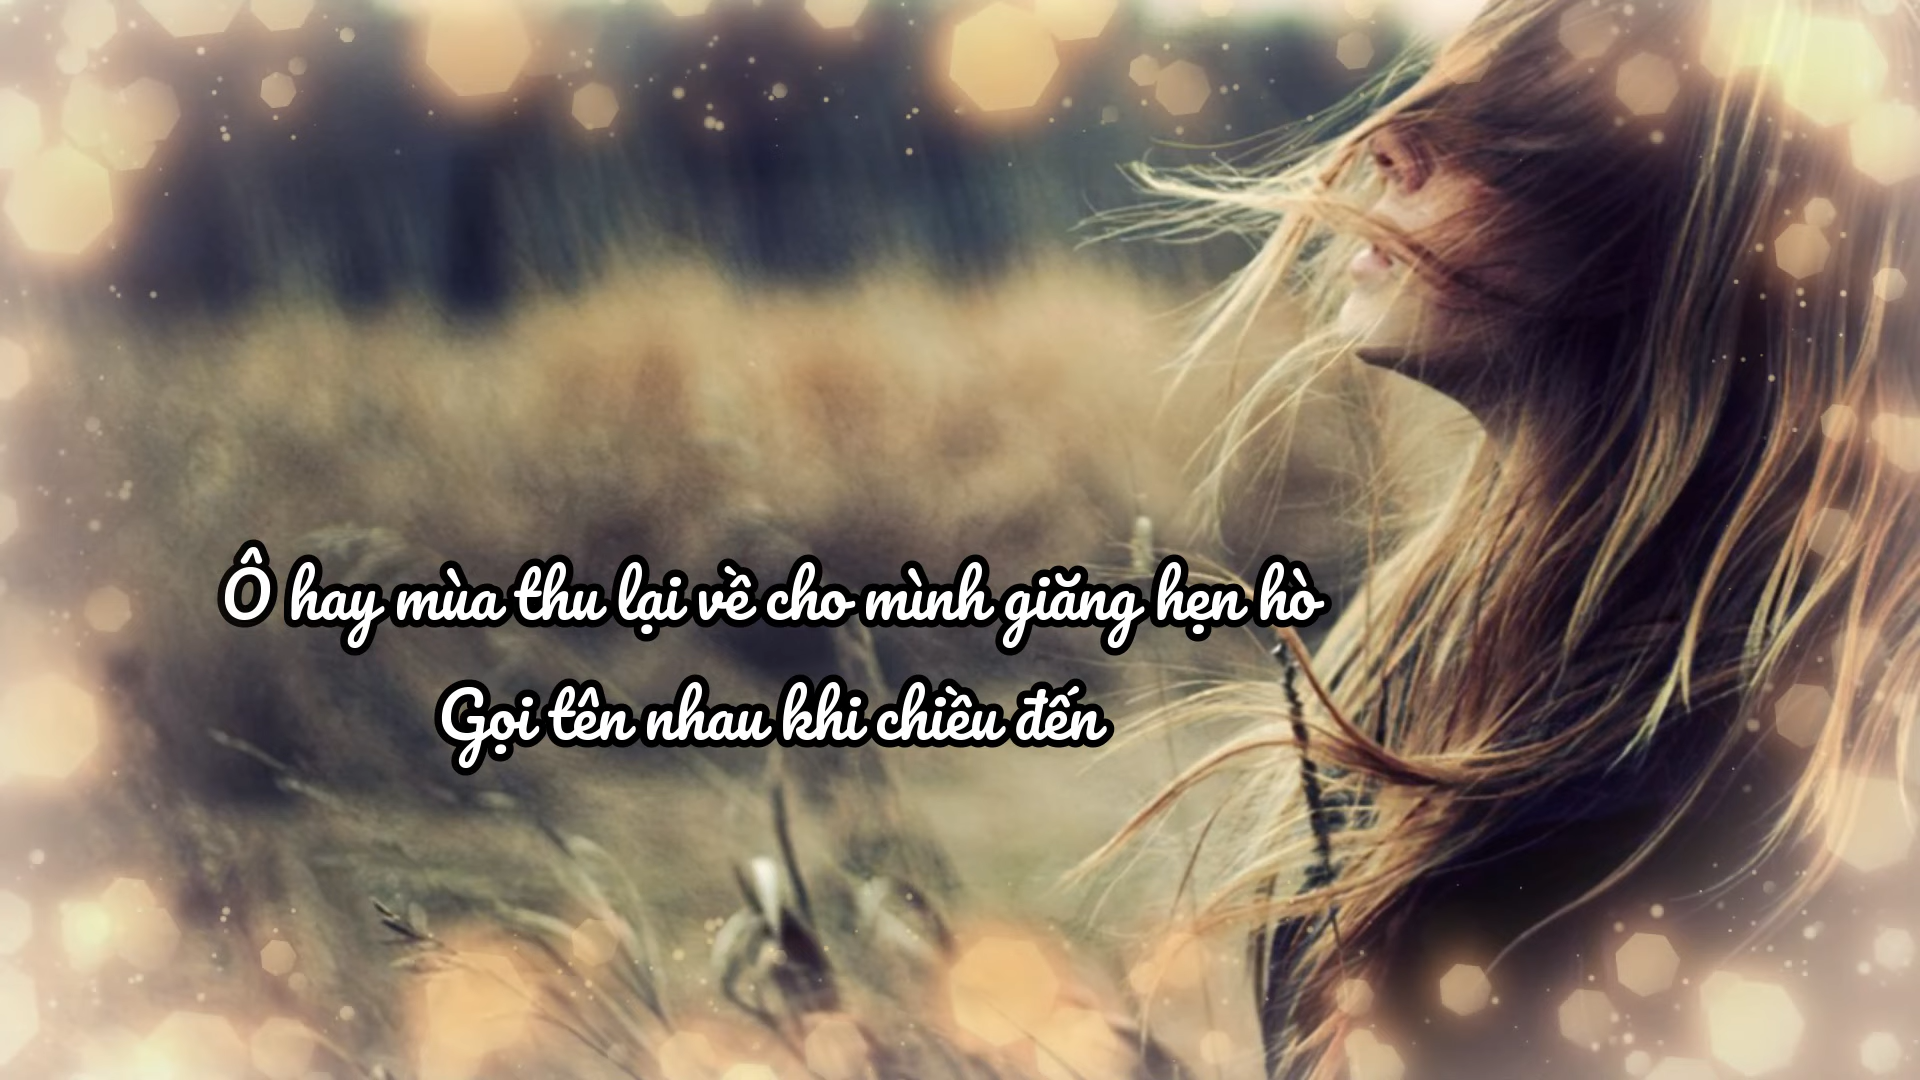 Ô hay mùa thu lại về cho mình giăng hẹn hò
Gọi tên nhau khi chiều đến